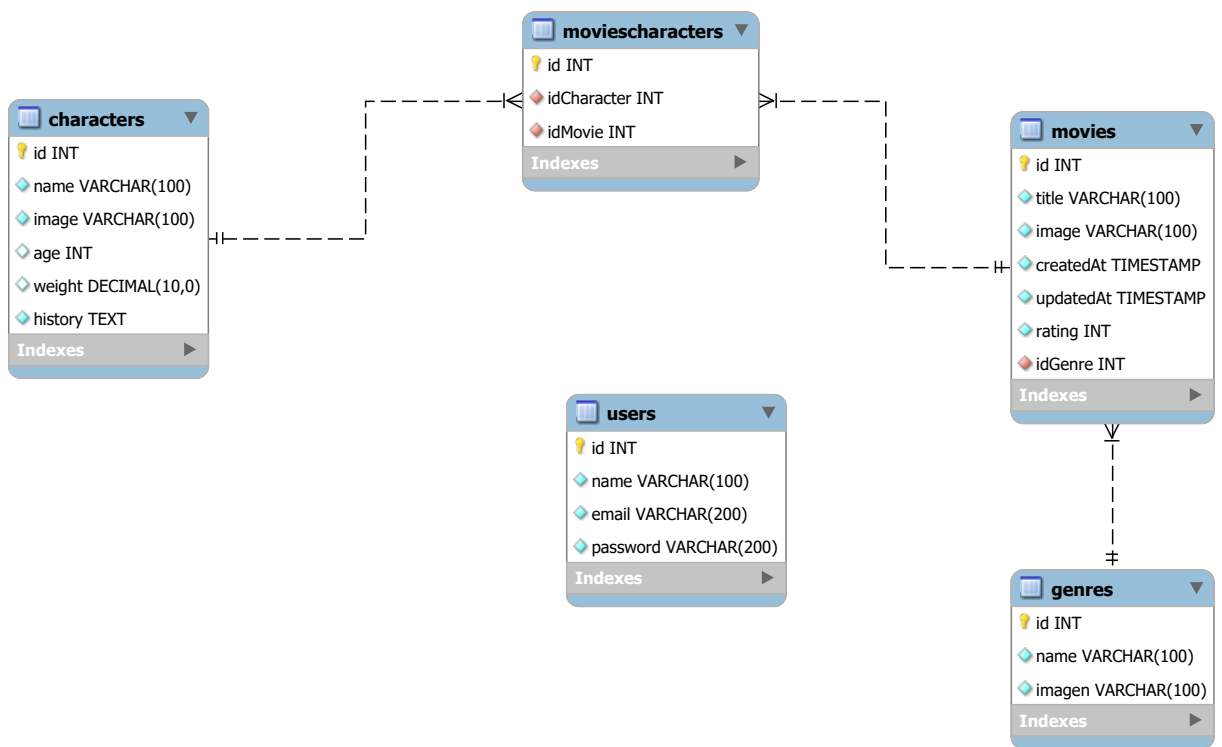 moviescharacters
id INT
idCharacter INT
idMovie INT
Indexes
characters
id INT
name VARCHAR(100)
image VARCHAR(100)
age INT
weight DECIMAL(10,0)
history TEXT
Indexes
movies
id INT
title VARCHAR(100)
image VARCHAR(100)
createdAt TIMESTAMP
updatedAt TIMESTAMP
rating INT
idGenre INT
Indexes
users
id INT
name VARCHAR(100)
email VARCHAR(200)
password VARCHAR(200)
Indexes
genres
id INT
name VARCHAR(100)
imagen VARCHAR(100)
Indexes